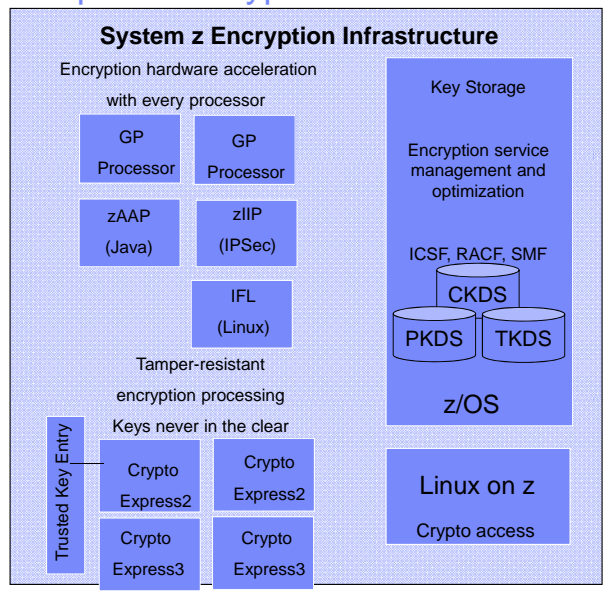 System z Encryption Infrastructure
Encryption hardware acceleration
with every processor
GP
Processor
GP
Processor
zAAP
(Java)
zIIP
(IPSec)
IFL
(Linux)
Tamper-resistant
encryption processing
Keys never in the clear
Trusted Key Entry
Crypto
Express2
Crypto
Express2
Crypto
Express3
Crypto
Express3
Key Storage
Encryption service
management and
optimization
ICSF, RACF, SMF
CKDS
PKDS
TKDS
z/OS
Linux on z
Crypto access